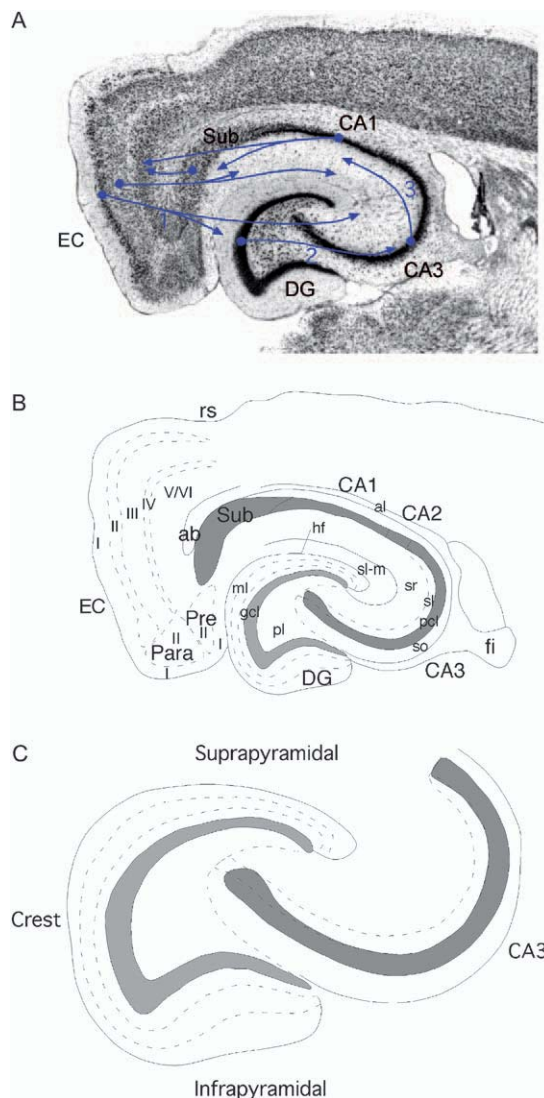 A
Sub
CA1
EC
1
2
3
CA3
DG
B
rs
I
II
III
IV
V/VI
ab
Sub
CA1
al
CA2
hf
sl-m
sr
sl
pcl
so
CA3
fi
EC
ml
gcl
pl
DG
Pre
II
I
II
Para
I
C
Suprapyramidal
Crest
CA3
Infrapyramidal